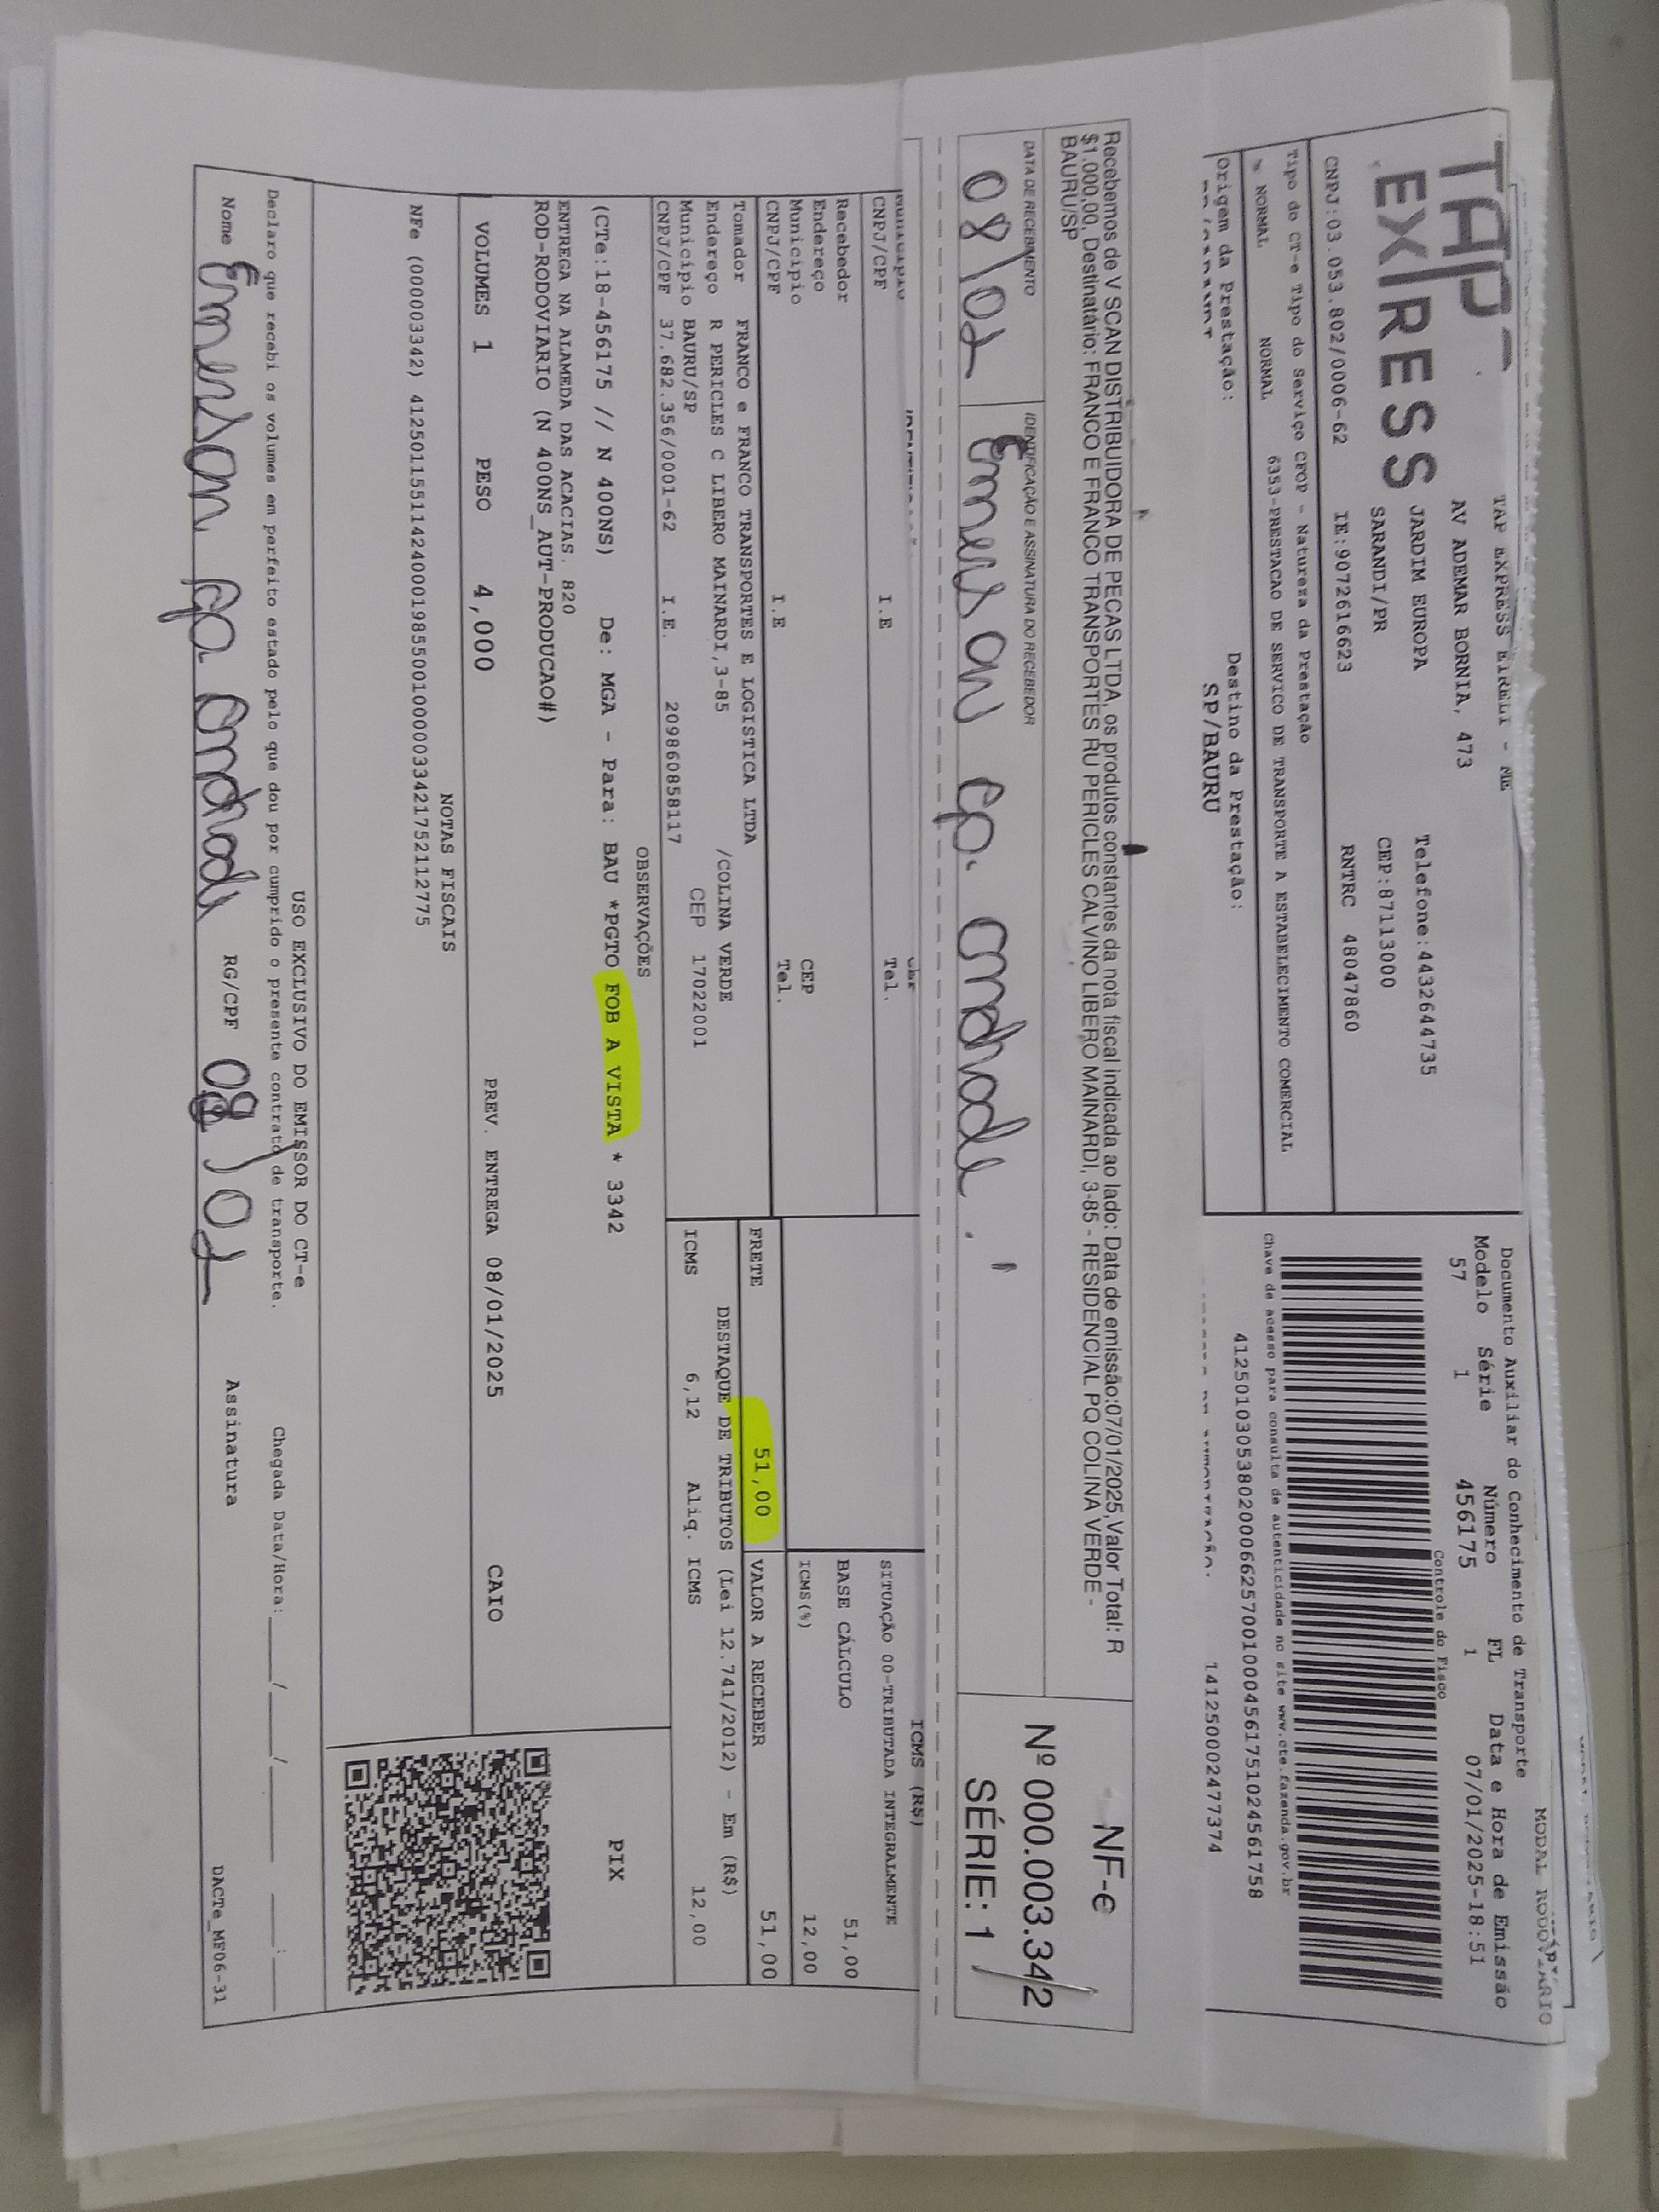 TAP EXPRESS
TAP EXPRESS EIRELI - ME
AV ADEMAR BORNIA, 473
JARDIM EUROPA Telefone:4432644735
SARANDI/PR CEP:87113000
CNPJ:03.053.802/0006-62 IE:9072616623 RNTRC 48047860
Tipo do CT-e Tipo do Serviço CFOP - Natureza da Prestação
NORMAL NORMAL 6353-PRESTACAO DE SERVICO DE TRANSPORTE A ESTABELECIMENTO COMERCIAL
Origem da Prestação: Destino da Prestação:
SP/BAURU
MODAL RODOVIÁRIO
Documento Auxiliar do Conhecimento de Transporte
Modelo Série Número FL Data e Hora de Emissão
57 1 456175 1 07/01/2025-18:51
Controle do Fisco
Chave de acesso para consulta de autenticidade no site www.cte.fazenda.gov.br
41250103053802000662570010004561751024561758
141250002477374
Recebemos de V SCAN DISTRIBUIDORA DE PECAS LTDA, os produtos constantes da nota fiscal indicada ao lado: Data de emissão:07/01/2025,Valor Total: R
$1.000,00, Destinatário: FRANCO E FRANCO TRANSPORTES RU PERICLES CALVINO LIBERO MAINARDI, 3-85 - RESIDENCIAL PQ COLINA VERDE -
BAURU/SP
DATA DE RECEBIMENTO IDENTIFICAÇÃO E ASSINATURA DO RECEBEDOR
08/01 Emerson Ap. Andrade.
NF-e
Nº 000.003.342
SÉRIE: 1
CNPJ/CPF I.E Tel.
Recebedor
Endereço
Municipio CEP
CNPJ/CPF I.E Tel.
ICMS (R$)
SITUAÇÃO 00-TRIBUTADA INTEGRALMENTE
BASE CÁLCULO 51,00
ICMS(%) 12,00
Tomador FRANCO e FRANCO TRANSPORTES E LOGISTICA LTDA
Endereço R PERICLES C LIBERO MAINARDI,3-85 /COLINA VERDE
Municipio BAURU/SP CEP 17022001
CNPJ/CPF 37.682.356/0001-62 I.E. 209860858117
FRETE 51,00 VALOR A RECEBER 51,00
DESTAQUE DE TRIBUTOS (Lei 12.741/2012) - Em (R$)
ICMS 6,12 Aliq. ICMS 12,00
OBSERVAÇÕES
(CTe:18-456175 // N 400NS) De: MGA - Para: BAU *PGTO FOB A VISTA * 3342
ENTREGA NA ALAMEDA DAS ACACIAS. 820
ROD-RODOVIARIO (N 400NS_AUT-PRODUCAO#)
PIX
VOLUMES 1 PESO 4,000 PREV. ENTREGA 08/01/2025 CAIO
NOTAS FISCAIS
NFe (000003342) 41250115511424000198550010000033421752112775
USO EXCLUSIVO DO EMISSOR DO CT-e
Declaro que recebi os volumes em perfeito estado pelo que dou por cumprido o presente contrato de transporte. Chegada Data/Hora:____/____/____ ____:____
Nome Emerson Ap Andrade RG/CPF 08/01 Assinatura DACTe_MF06-31